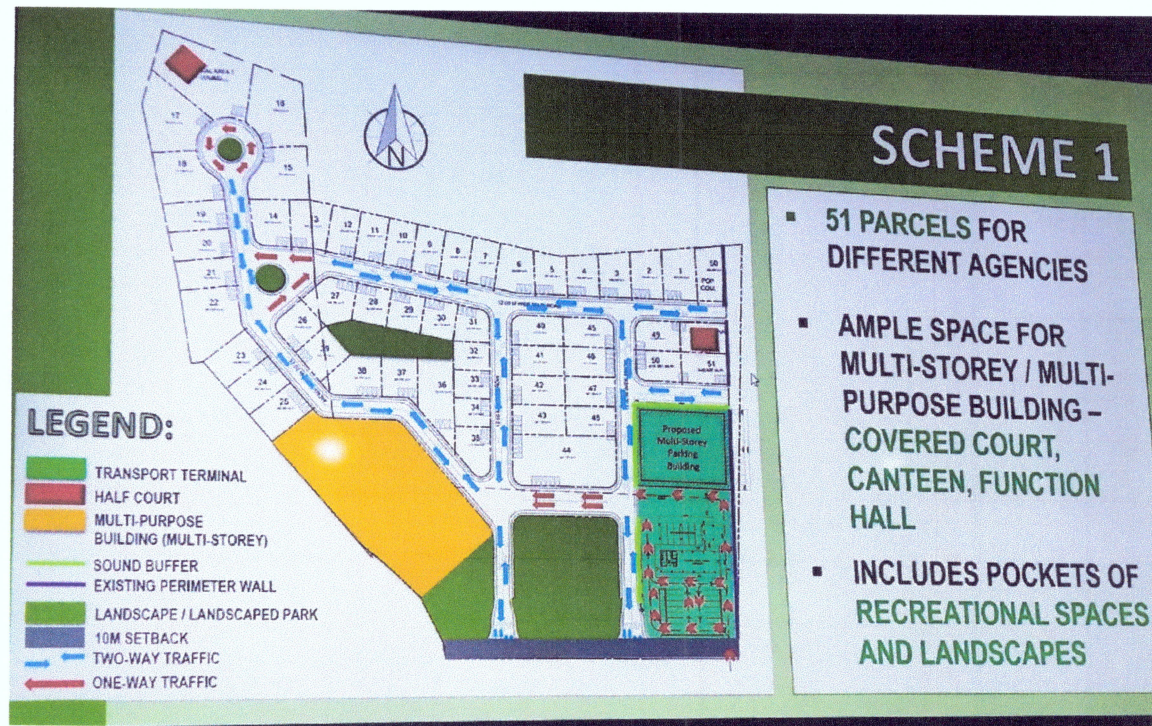 SCHEME 1
51 PARCELS FOR
DIFFERENT AGENCIES
AMPLE SPACE FOR
MULTI-STOREY / MULTI-
PURPOSE BUILDING –
COVERED COURT,
CANTEEN, FUNCTION
HALL
INCLUDES POCKETS OF
RECREATIONAL SPACES
AND LANDSCAPES
N
16
17
15
18
19
14
3
12
11
10
9
8
7
6
5
4
3
2
1
50
POP
COM.
20
21
22
27
28
29
30
31
26
32
33
34
35
23
24
25
38
37
36
40
45
41
46
42
47
43
48
44
49
50
51
Proposed
Multi-Storey
Parking
Building
LEGEND:
TRANSPORT TERMINAL
HALF COURT
MULTI-PURPOSE
BUILDING (MULTI-STOREY)
SOUND BUFFER
EXISTING PERIMETER WALL
LANDSCAPE / LANDSCAPED PARK
10M SETBACK
TWO-WAY TRAFFIC
ONE-WAY TRAFFIC